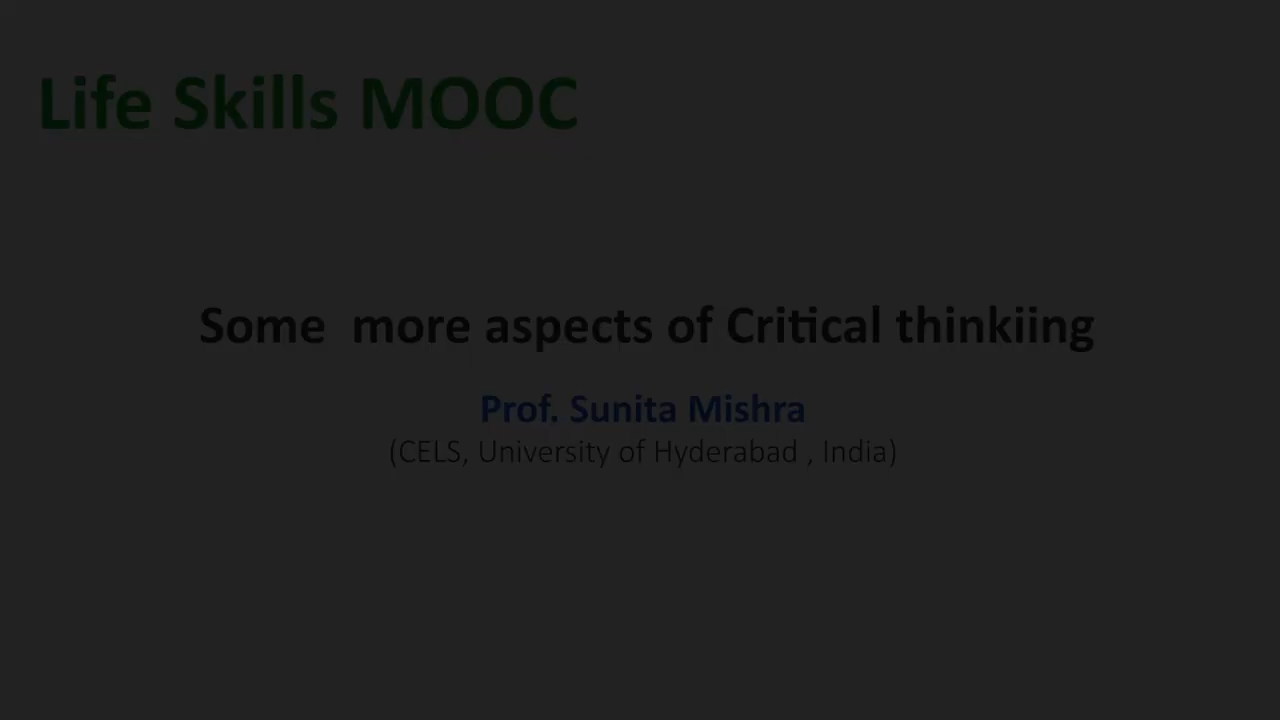 Life Skills MOOC
Some  more aspects of Critical thinkiing
Prof. Sunita Mishra
(CELS, University of Hyderabad , India)